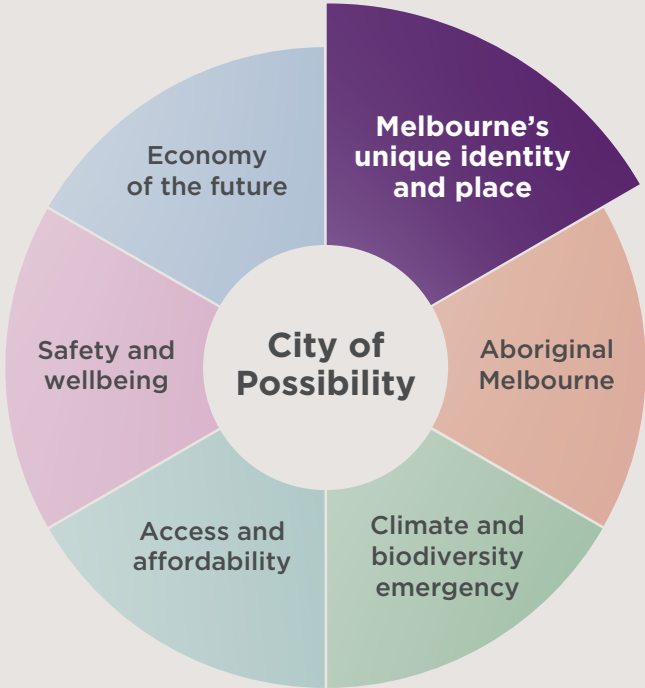 Melbourne’s
unique identity
and place
Aboriginal
Melbourne
Climate and
biodiversity
emergency
Access and
affordability
Safety and
wellbeing
Economy
of the future
City of
Possibility